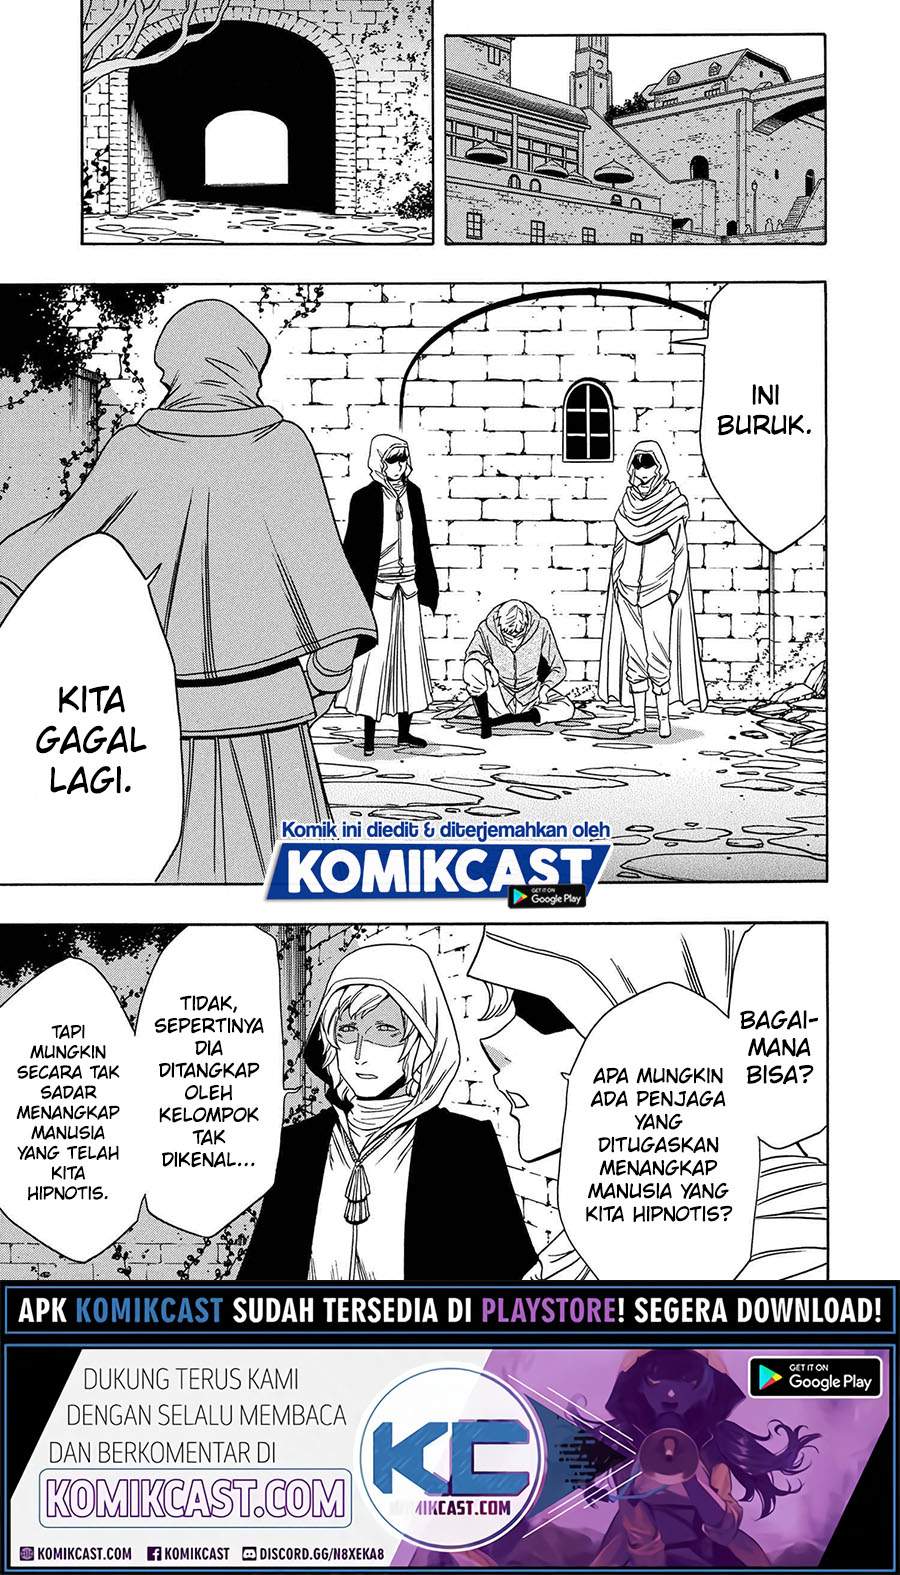 INI
BURUK.
KITA
GAGAL
LAGI.
Komik ini diedit & diterjemahkan oleh
KOMIKCAST
GET IT ON
Google Play
BAGAI-
MANA
BISA?
APA MUNGKIN
ADA PENJAGA
YANG
DITUGASKAN
MENANGKAP
MANUSIA YANG
KITA HIPNOTIS?
TIDAK,
SEPERTINYA
DIA
DITANGKAP
OLEH
KELOMPOK
TAK
DIKENAL...
TAPI
MUNGKIN
SECARA TAK
SADAR
MENANGKAP
MANUSIA
YANG TELAH
KITA
HIPNOTIS.
APK KOMIKCAST SUDAH TERSEDIA DI PLAYSTORE! SEGERA DOWNLOAD!
DUKUNG TERUS KAMI
DENGAN SELALU MEMBACA
DAN BERKOMENTAR DI
KOMIKCAST.COM
KOMIKCAST.COM KOMIKCAST DISCORD.GG/N8XEKA8
KC
KOMIKCAST.COM
GET IT ON
Google Play